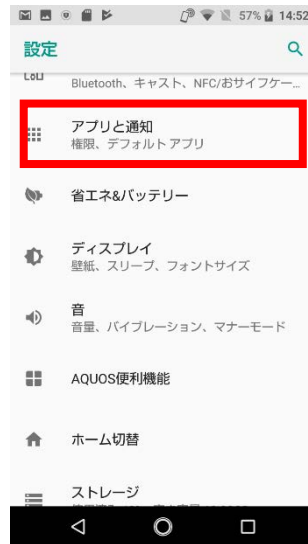 57% 14:52
設定
Bluetooth、キャスト、NFC/おサイフケー...
アプリと通知
権限、デフォルト アプリ
省エネ&バッテリー
ディスプレイ
壁紙、スリープ、フォントサイズ
音
音量、バイブレーション、マナーモード
AQUOS便利機能
ホーム切替
ストレージ